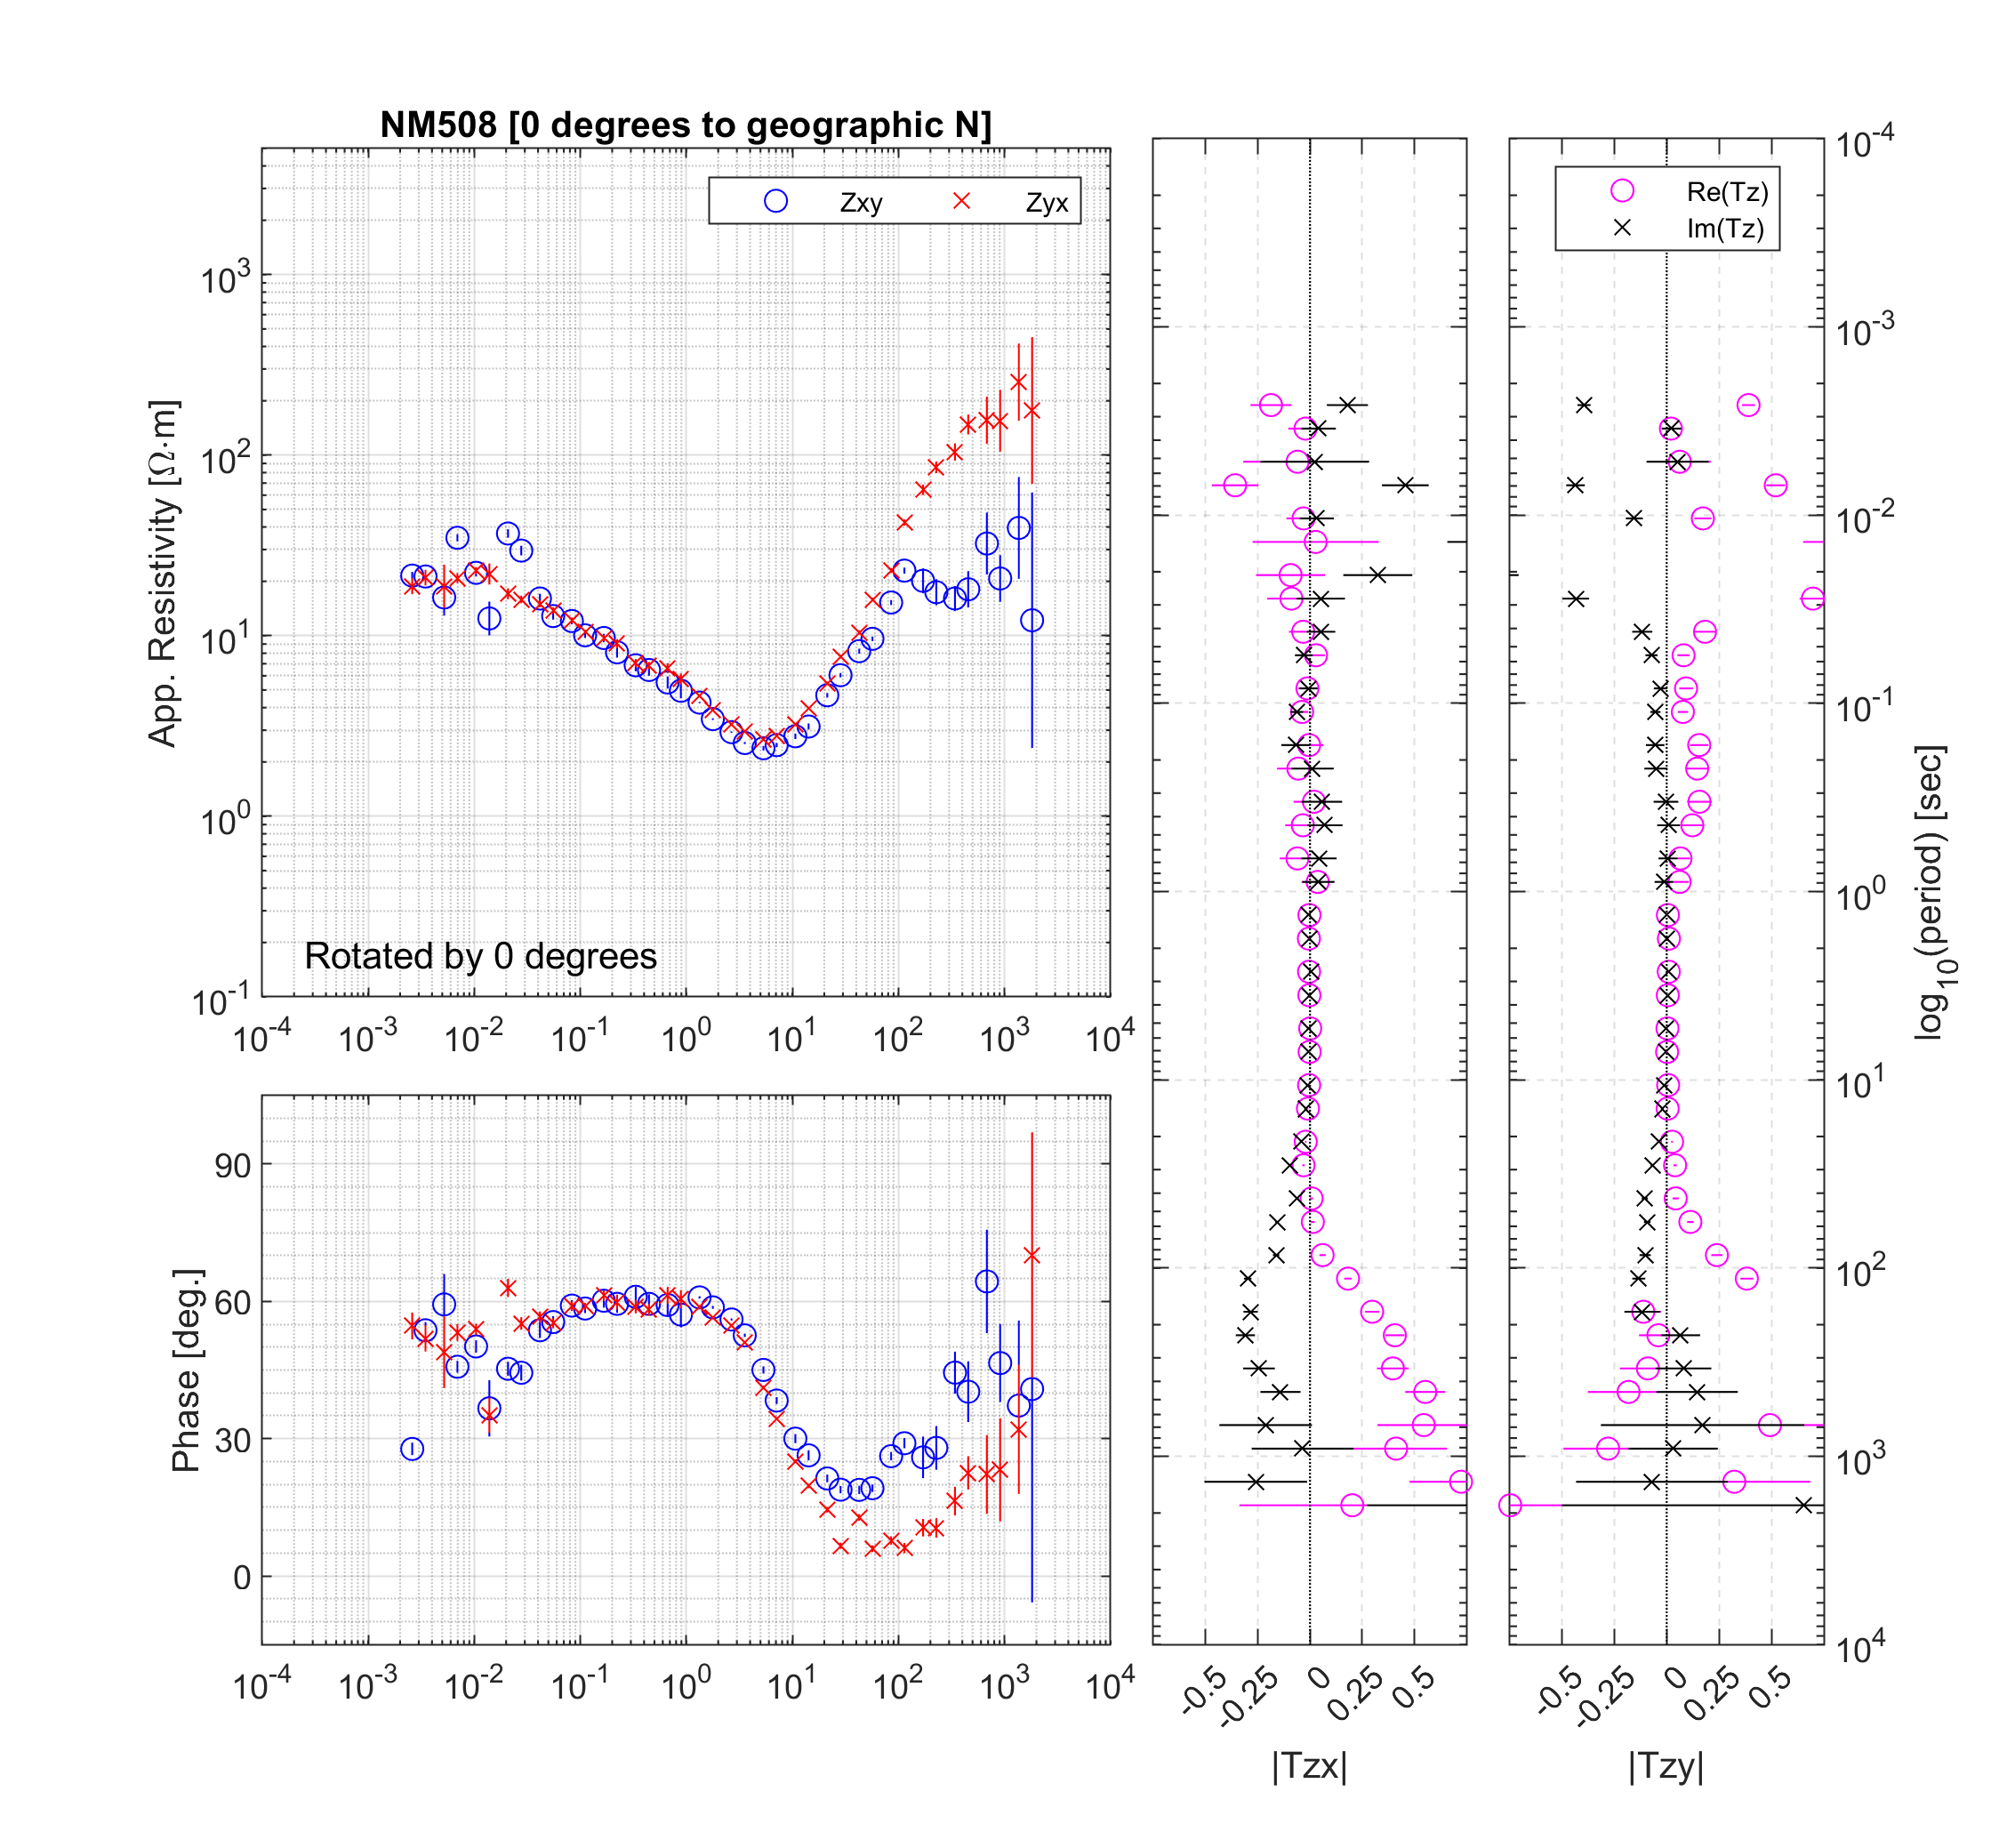 NM508 [0 degrees to geographic N]
Zxy Zyx
App. Resistivity [Ω·m]
10^3
10^2
10^1
10^0
10^-1
Rotated by 0 degrees
10^-4 10^-3 10^-2 10^-1 10^0 10^1 10^2 10^3 10^4
Phase [deg.]
90
60
30
0
10^-4 10^-3 10^-2 10^-1 10^0 10^1 10^2 10^3 10^4
-0.5 -0.25 0 0.25 0.5
|Tzx|
Re(Tz)
Im(Tz)
-0.5 -0.25 0 0.25 0.5
|Tzy|
10^-4
10^-3
10^-2
10^-1
10^0
10^1
10^2
10^3
10^4
log10(period) [sec]